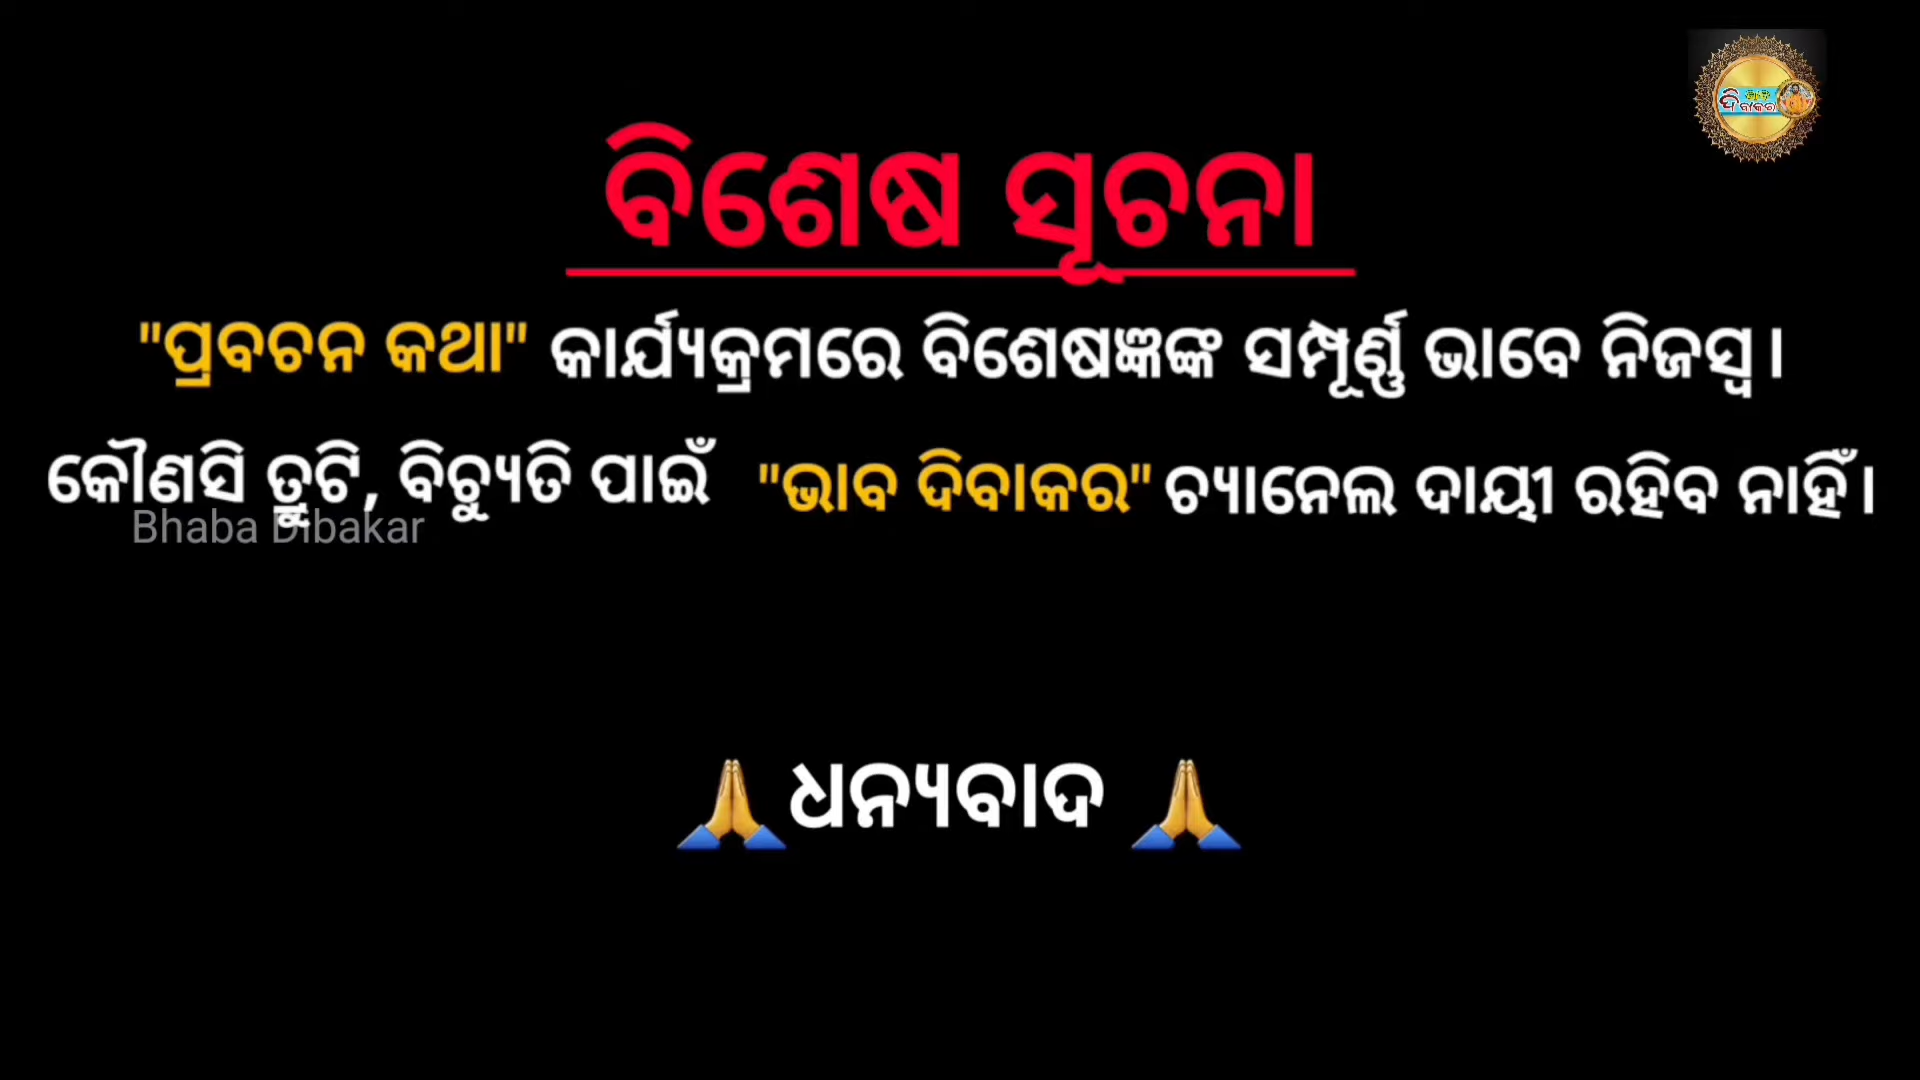 ବିଶେଷ ସୂଚନା
"ପ୍ରବଚନ କଥା" କାର୍ଯ୍ୟକ୍ରମରେ ବିଶେଷଜ୍ଞଙ୍କ ସମ୍ପୂର୍ଣ୍ଣ ଭାବେ ନିଜସ୍ୱ ।
କୌଣସି ତ୍ରୁଟି, ବିଚ୍ୟୁତି ପାଇଁ "ଭାବ ଦିବାକର" ଚ୍ୟାନେଲ ଦାୟୀ ରହିବ ନାହିଁ ।
Bhaba Dibakar
🙏 ଧନ୍ୟବାଦ 🙏